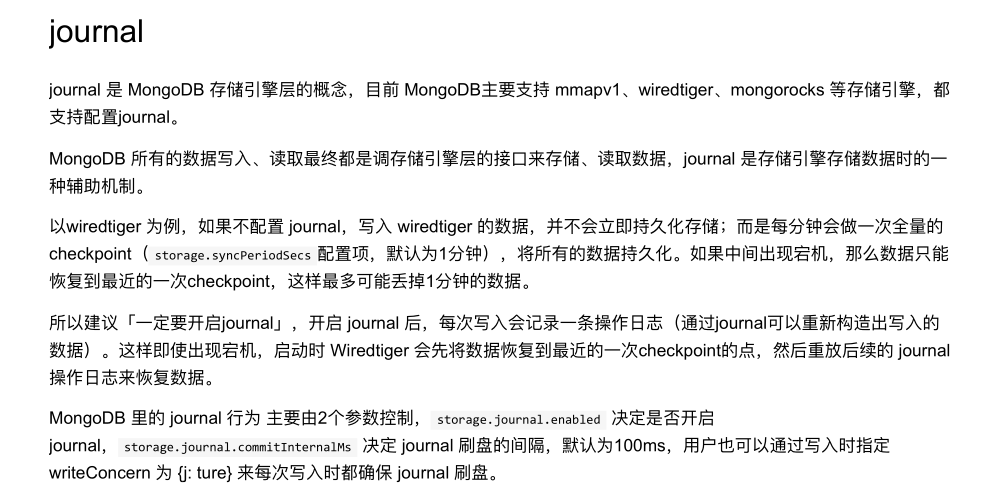 journal
journal 是 MongoDB 存储引擎层的概念，目前 MongoDB主要支持 mmapv1、wiredtiger、mongorocks 等存储引擎，都
支持配置journal。
MongoDB 所有的数据写入、读取最终都是调存储引擎层的接口来存储、读取数据，journal 是存储引擎存储数据时的一
种辅助机制。
以wiredtiger 为例，如果不配置 journal，写入 wiredtiger 的数据，并不会立即持久化存储；而是每分钟会做一次全量的
checkpoint（ storage.syncPeriodSecs 配置项，默认为1分钟），将所有的数据持久化。如果中间出现宕机，那么数据只能
恢复到最近的一次checkpoint，这样最多可能丢掉1分钟的数据。
所以建议「一定要开启journal」，开启 journal 后，每次写入会记录一条操作日志（通过journal可以重新构造出写入的
数据）。这样即使出现宕机，启动时 Wiredtiger 会先将数据恢复到最近的一次checkpoint的点，然后重放后续的 journal
操作日志来恢复数据。
MongoDB 里的 journal 行为 主要由2个参数控制， storage.journal.enabled 决定是否开启
journal， storage.journal.commitInternalMs 决定 journal 刷盘的间隔，默认为100ms，用户也可以通过写入时指定
writeConcern 为 {j: ture} 来每次写入时都确保 journal 刷盘。